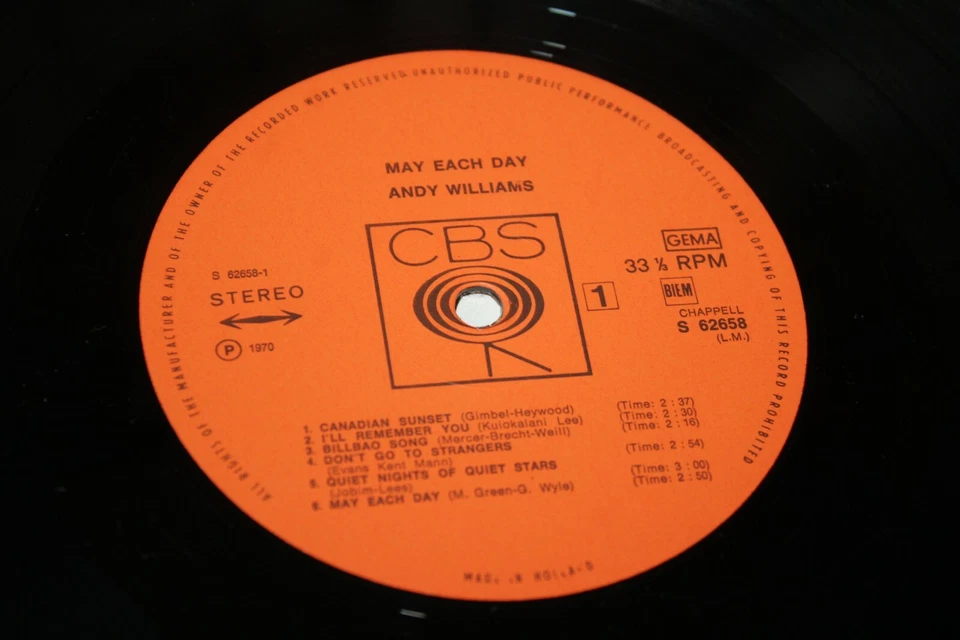 ALL RIGHTS OF THE MANUFACTURER AND OF THE OWNER OF THE RECORDED WORK RESERVED UNAUTHORIZED PUBLIC PERFORMANCE BROADCASTING AND COPYING OF THIS RECORD PROHIBITED
MAY EACH DAY
ANDY WILLIAMS
CBS
S 62658-1
STEREO
P 1970
1
GEMA
33 ⅓ RPM
BIEM
CHAPPELL
S 62658
(L.M.)
1. CANADIAN SUNSET (Gimbel-Heywood) (Time: 2 : 37)
2. I'LL REMEMBER YOU (Kuiokalani Lee) (Time: 2 : 30)
3. BILLBAO SONG (Mercer-Brecht-Weill) (Time: 2 : 16)
4. DON'T GO TO STRANGERS
(Evans Kent Mann) (Time: 2 : 54)
5. QUIET NIGHTS OF QUIET STARS
(Jobim-Lees) (Time: 3 : 00)
6. MAY EACH DAY (M. Green-G. Wyle) (Time: 2 : 50)
MADE IN HOLLAND